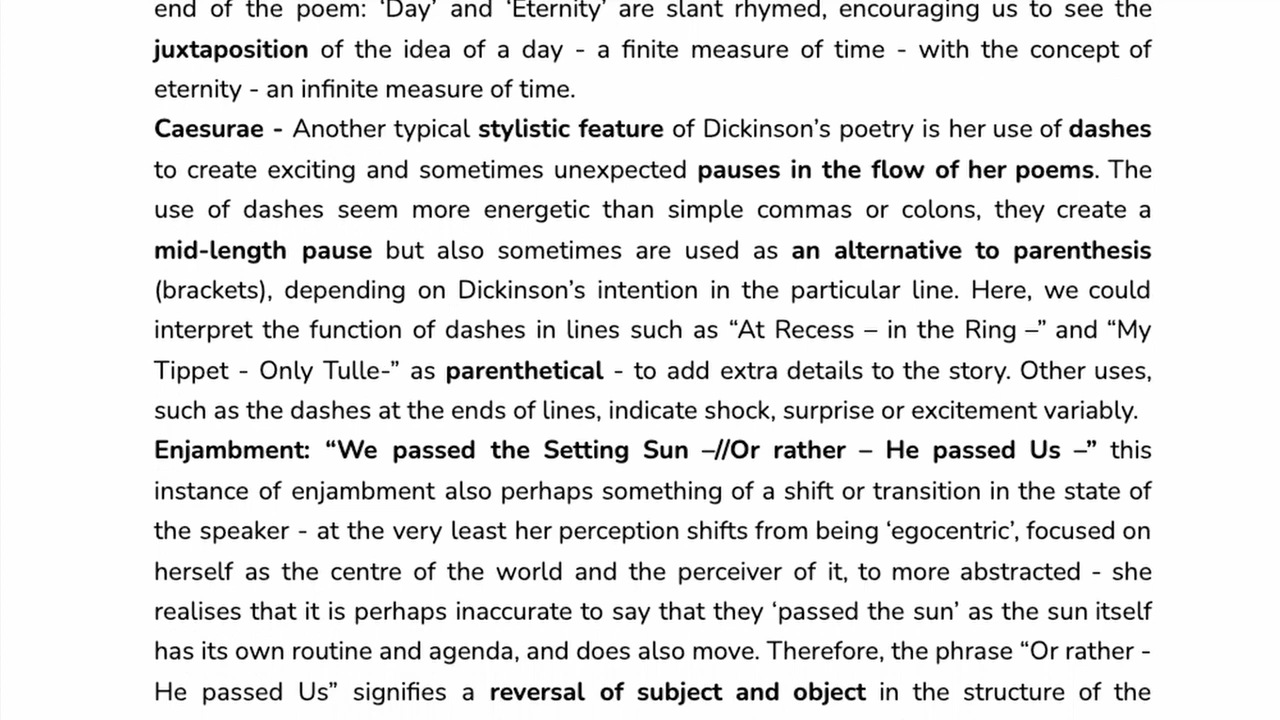 end of the poem: ‘Day’ and ‘Eternity’ are slant rhymed, encouraging us to see the
juxtaposition of the idea of a day - a finite measure of time - with the concept of
eternity - an infinite measure of time.
Caesurae - Another typical stylistic feature of Dickinson’s poetry is her use of dashes
to create exciting and sometimes unexpected pauses in the flow of her poems. The
use of dashes seem more energetic than simple commas or colons, they create a
mid-length pause but also sometimes are used as an alternative to parenthesis
(brackets), depending on Dickinson’s intention in the particular line. Here, we could
interpret the function of dashes in lines such as “At Recess – in the Ring –” and “My
Tippet - Only Tulle-” as parenthetical - to add extra details to the story. Other uses,
such as the dashes at the ends of lines, indicate shock, surprise or excitement variably.
Enjambment: “We passed the Setting Sun –//Or rather – He passed Us –” this
instance of enjambment also perhaps something of a shift or transition in the state of
the speaker - at the very least her perception shifts from being ‘egocentric’, focused on
herself as the centre of the world and the perceiver of it, to more abstracted - she
realises that it is perhaps inaccurate to say that they ‘passed the sun’ as the sun itself
has its own routine and agenda, and does also move. Therefore, the phrase “Or rather -
He passed Us” signifies a reversal of subject and object in the structure of the